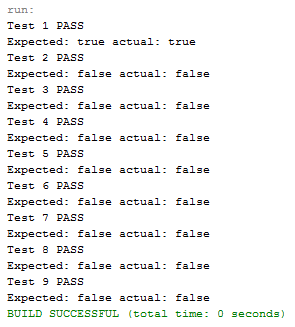 run:
Test 1 PASS
Expected: true actual: true
Test 2 PASS
Expected: false actual: false
Test 3 PASS
Expected: false actual: false
Test 4 PASS
Expected: false actual: false
Test 5 PASS
Expected: false actual: false
Test 6 PASS
Expected: false actual: false
Test 7 PASS
Expected: false actual: false
Test 8 PASS
Expected: false actual: false
Test 9 PASS
Expected: false actual: false
BUILD SUCCESSFUL (total time: 0 seconds)